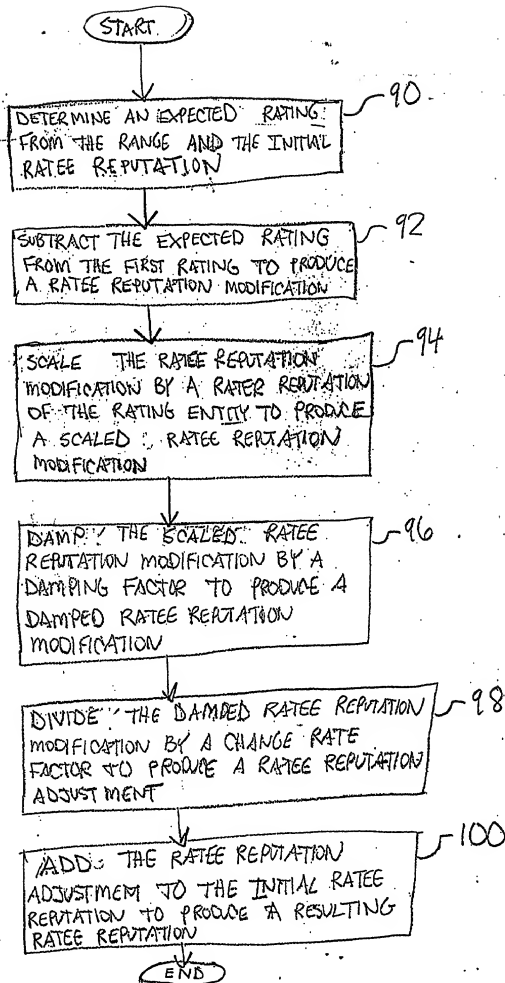 START
90
DETERMINE AN EXPECTED RATING
FROM THE RANGE AND THE INITIAL
RATEE REPUTATION
92
SUBTRACT THE EXPECTED RATING
FROM THE FIRST RATING TO PRODUCE
A RATEE REPUTATION MODIFICATION
94
SCALE THE RATEE REPUTATION
MODIFICATION BY A RATER REPUTATION
OF THE RATING ENTITY TO PRODUCE
A SCALED RATEE REPUTATION
MODIFICATION
96
DAMP THE SCALED RATEE
REPUTATION MODIFICATION BY A
DAMPING FACTOR TO PRODUCE A
DAMPED RATEE REPUTATION
MODIFICATION
98
DIVIDE THE DAMPED RATEE REPUTATION
MODIFICATION BY A CHANGE RATE
FACTOR TO PRODUCE A RATEE REPUTATION
ADJUSTMENT
100
ADD THE RATEE REPUTATION
ADJUSTMENT TO THE INITIAL RATEE
REPUTATION TO PRODUCE A RESULTING
RATEE REPUTATION
END